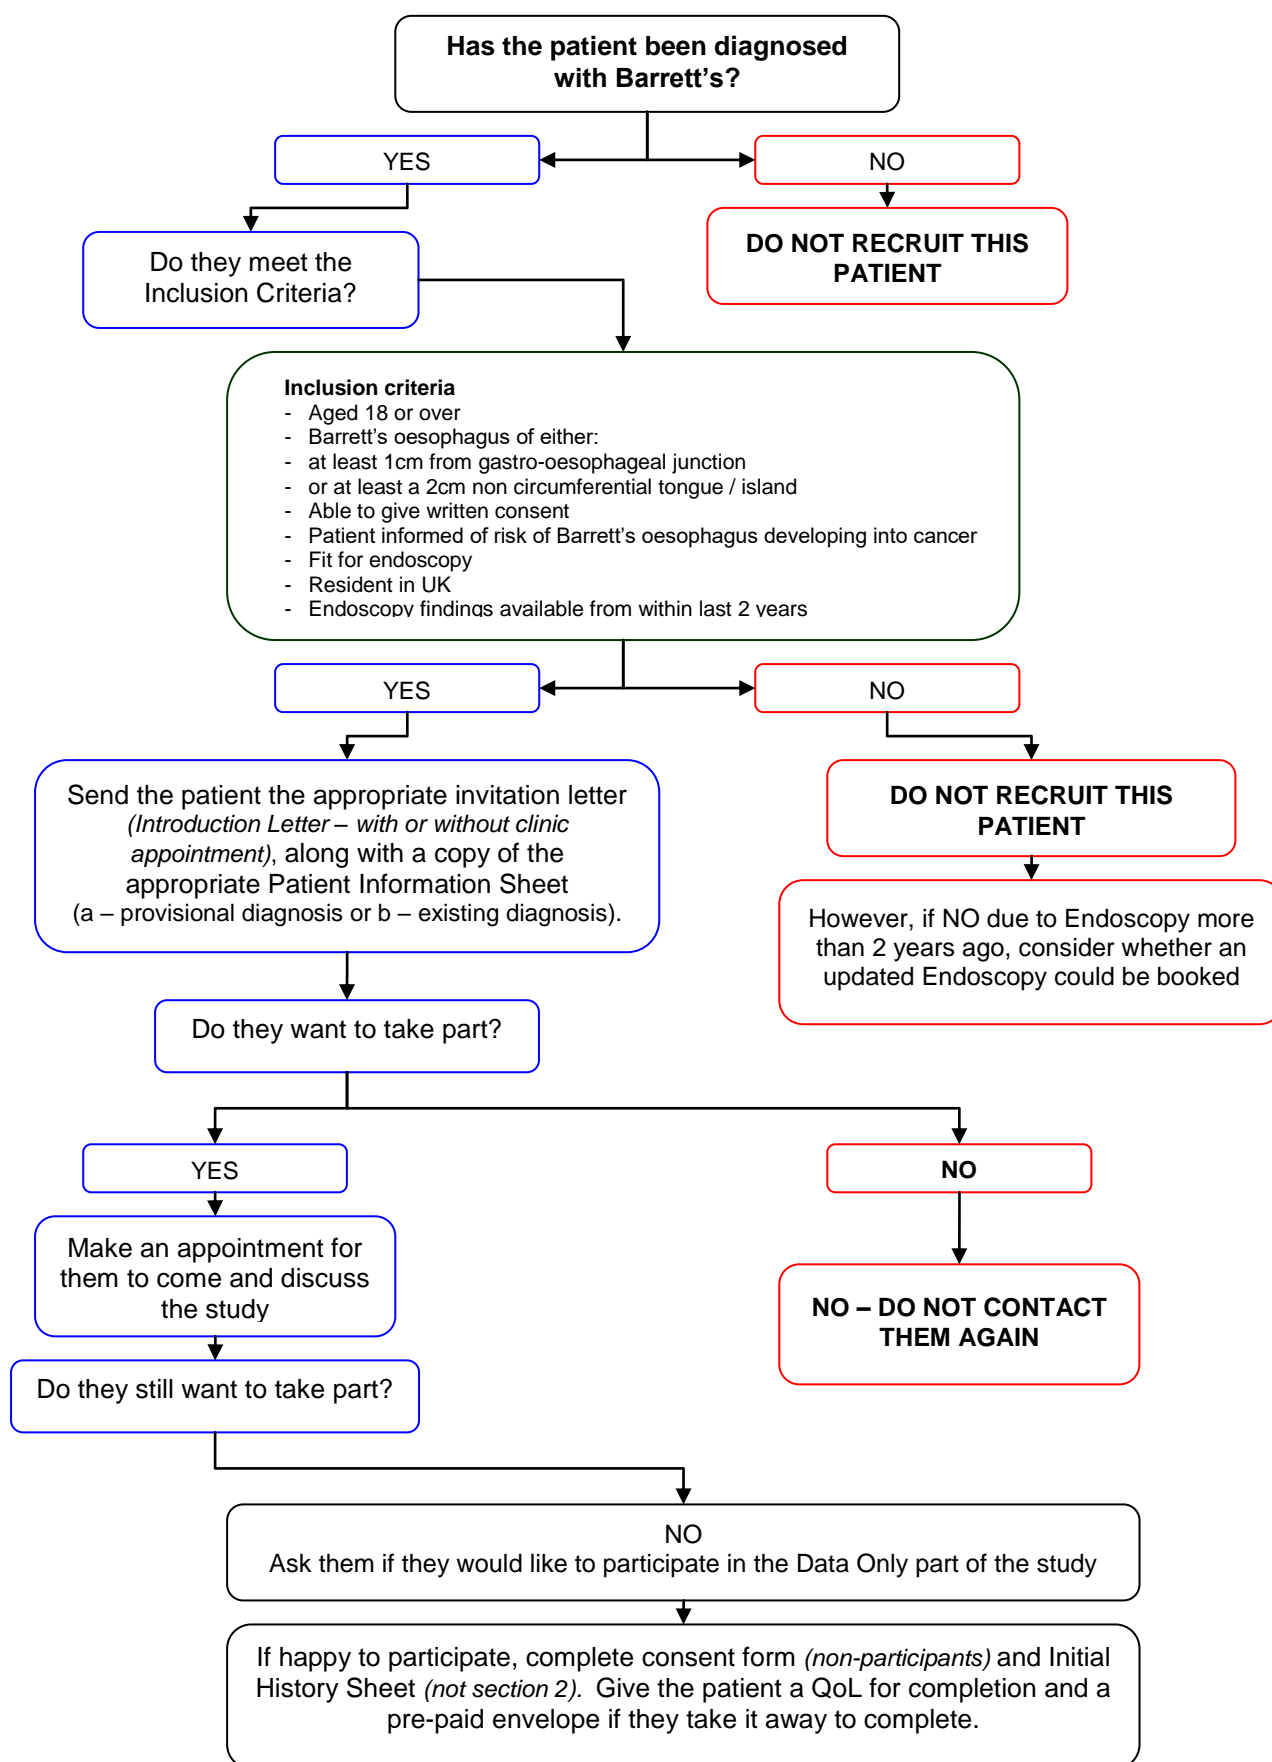 Has the patient been diagnosed
with Barrett's?
YES
NO
Do they meet the
Inclusion Criteria?
DO NOT RECRUIT THIS
PATIENT
Inclusion criteria
- Aged 18 or over
- Barrett's oesophagus of either:
- at least 1cm from gastro-oesophageal junction
- or at least a 2cm non circumferential tongue / island
- Able to give written consent
- Patient informed of risk of Barrett's oesophagus developing into cancer
- Fit for endoscopy
- Resident in UK
- Endoscopy findings available from within last 2 years
YES
NO
Send the patient the appropriate invitation letter
(Introduction Letter – with or without clinic
appointment), along with a copy of the
appropriate Patient Information Sheet
(a – provisional diagnosis or b – existing diagnosis).
DO NOT RECRUIT THIS
PATIENT
However, if NO due to Endoscopy more
than 2 years ago, consider whether an
updated Endoscopy could be booked
Do they want to take part?
YES
NO
Make an appointment for
them to come and discuss
the study
NO – DO NOT CONTACT
THEM AGAIN
Do they still want to take part?
NO
Ask them if they would like to participate in the Data Only part of the study
If happy to participate, complete consent form (non-participants) and Initial
History Sheet (not section 2). Give the patient a QoL for completion and a
pre-paid envelope if they take it away to complete.